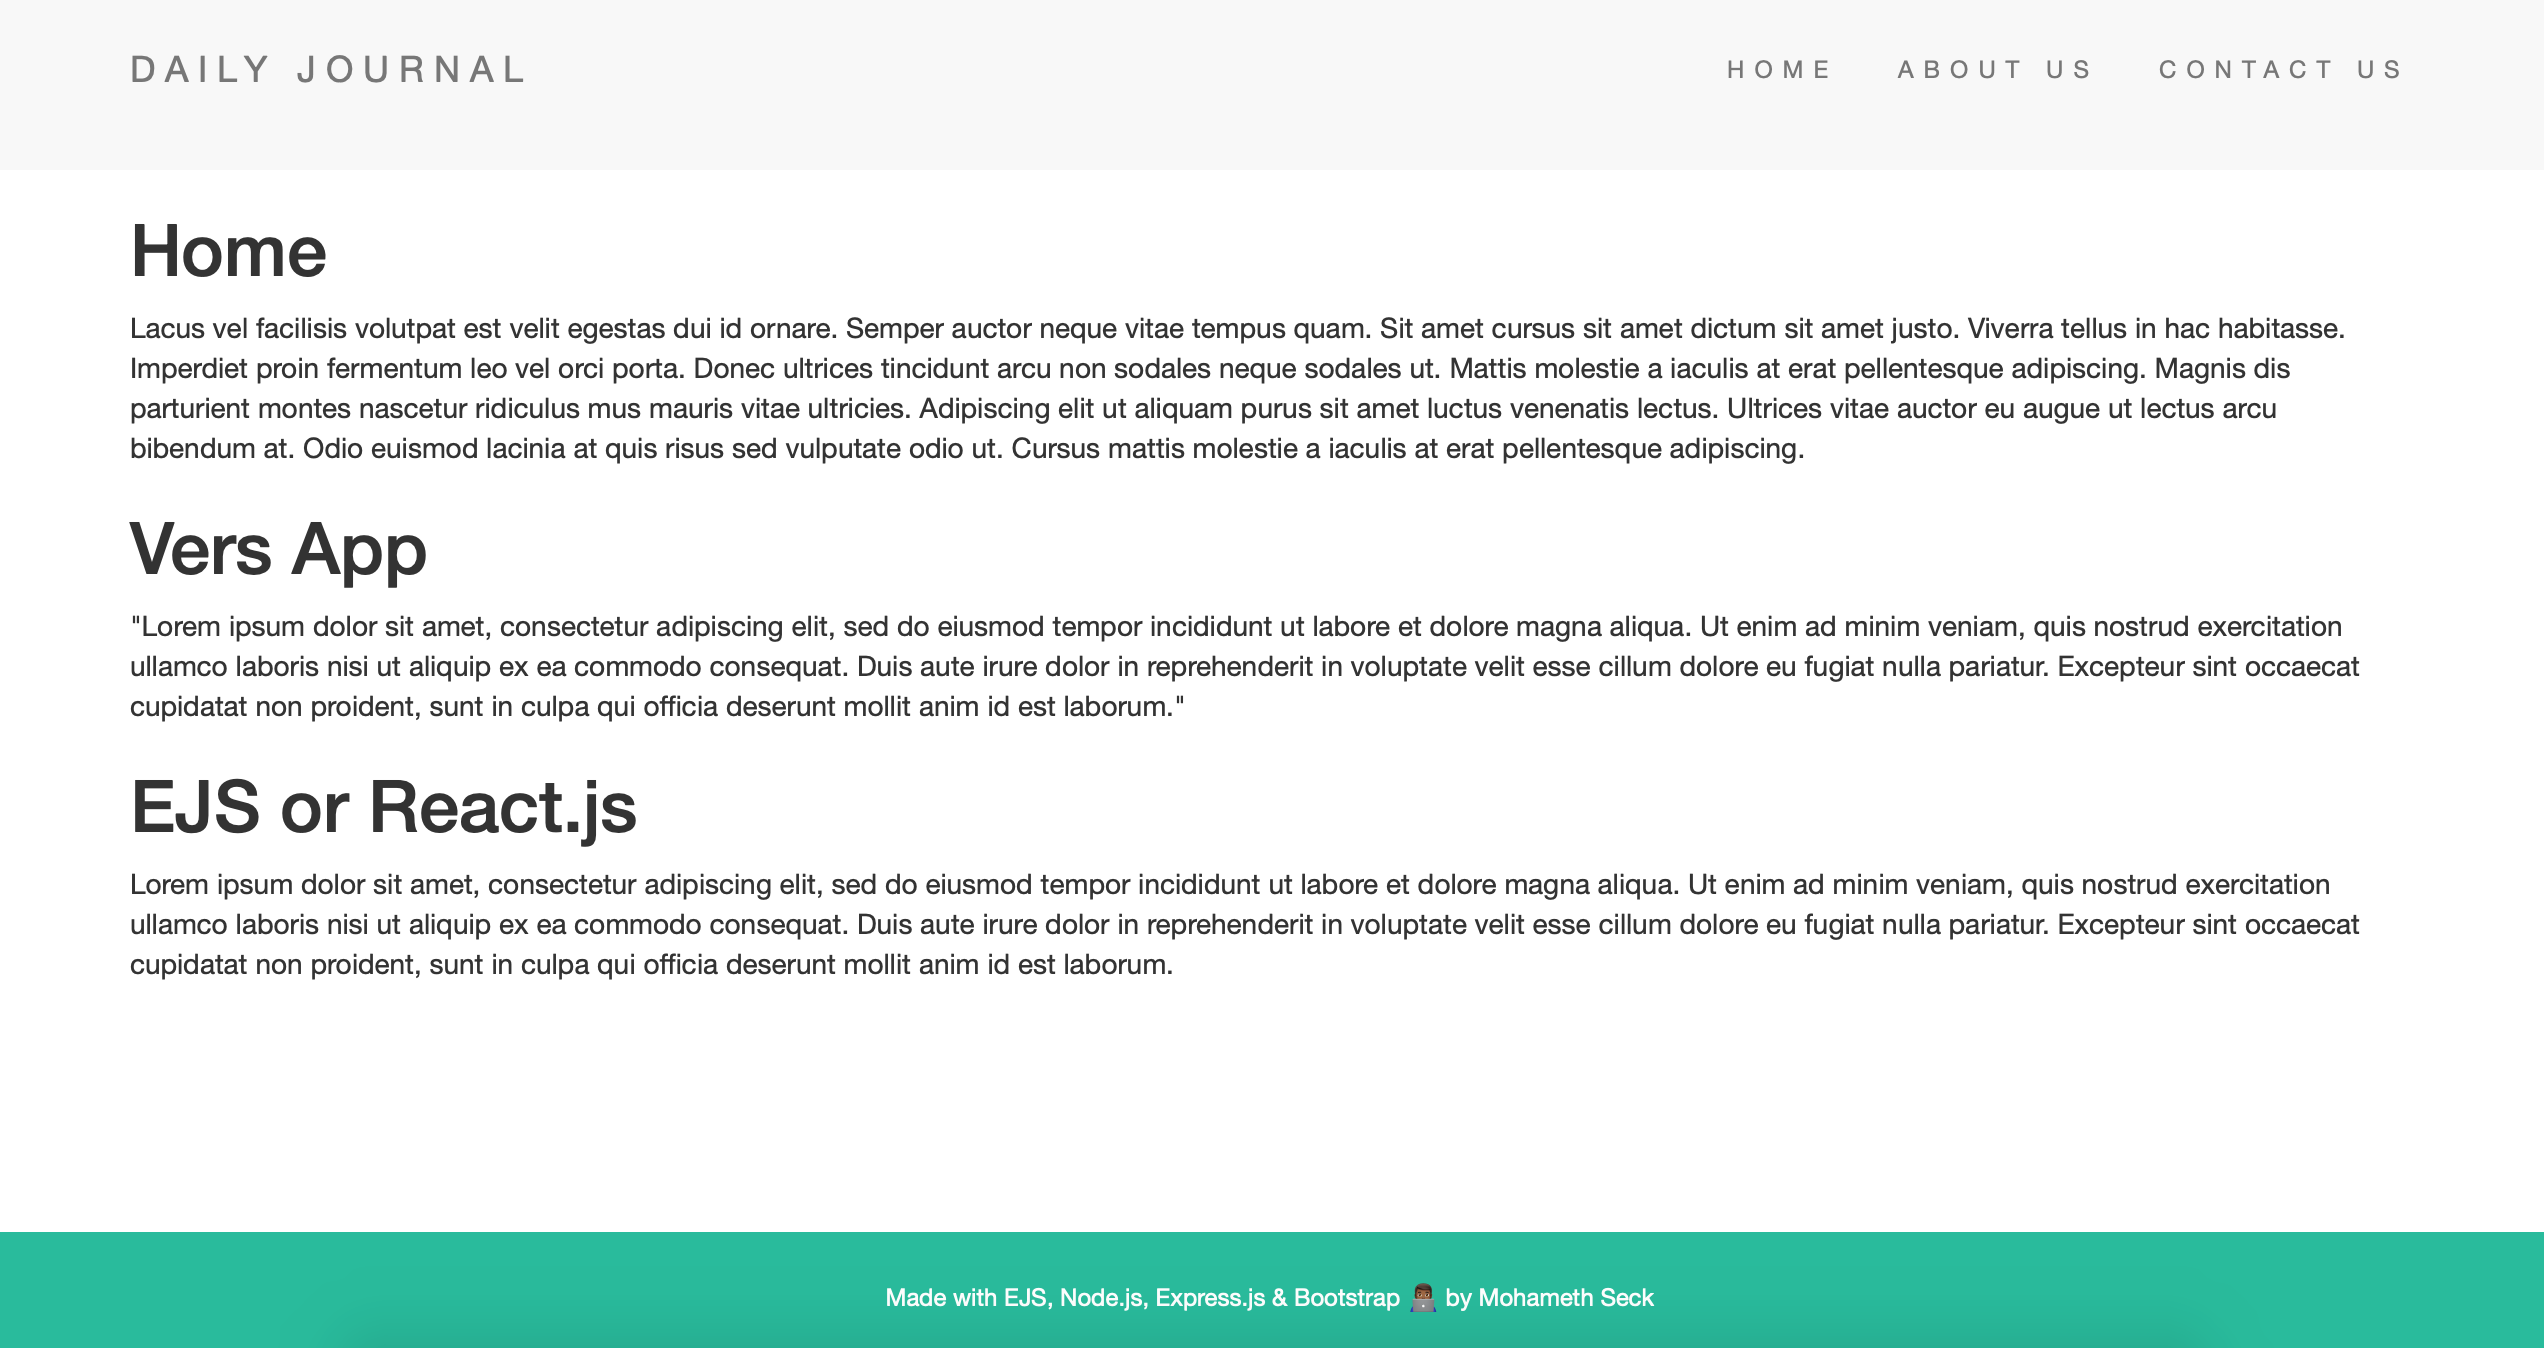 DAILY JOURNAL
HOME ABOUT US CONTACT US
Home
Lacus vel facilisis volutpat est velit egestas dui id ornare. Semper auctor neque vitae tempus quam. Sit amet cursus sit amet dictum sit amet justo. Viverra tellus in hac habitasse.
Imperdiet proin fermentum leo vel orci porta. Donec ultrices tincidunt arcu non sodales neque sodales ut. Mattis molestie a iaculis at erat pellentesque adipiscing. Magnis dis
parturient montes nascetur ridiculus mus mauris vitae ultricies. Adipiscing elit ut aliquam purus sit amet luctus venenatis lectus. Ultrices vitae auctor eu augue ut lectus arcu
bibendum at. Odio euismod lacinia at quis risus sed vulputate odio ut. Cursus mattis molestie a iaculis at erat pellentesque adipiscing.
Vers App
"Lorem ipsum dolor sit amet, consectetur adipiscing elit, sed do eiusmod tempor incididunt ut labore et dolore magna aliqua. Ut enim ad minim veniam, quis nostrud exercitation
ullamco laboris nisi ut aliquip ex ea commodo consequat. Duis aute irure dolor in reprehenderit in voluptate velit esse cillum dolore eu fugiat nulla pariatur. Excepteur sint occaecat
cupidatat non proident, sunt in culpa qui officia deserunt mollit anim id est laborum."
EJS or React.js
Lorem ipsum dolor sit amet, consectetur adipiscing elit, sed do eiusmod tempor incididunt ut labore et dolore magna aliqua. Ut enim ad minim veniam, quis nostrud exercitation
ullamco laboris nisi ut aliquip ex ea commodo consequat. Duis aute irure dolor in reprehenderit in voluptate velit esse cillum dolore eu fugiat nulla pariatur. Excepteur sint occaecat
cupidatat non proident, sunt in culpa qui officia deserunt mollit anim id est laborum.
Made with EJS, Node.js, Express.js & Bootstrap 👨🏾‍💻 by Mohameth Seck